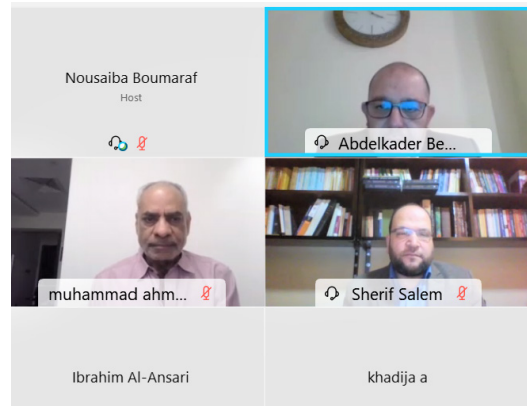 Nousaiba Boumaraf
Host
Abdelkader Be...
muhammad ahm...
Sherif Salem
Ibrahim Al-Ansari
khadija a